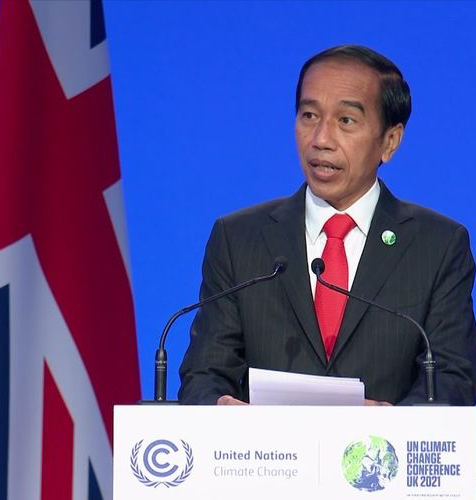 United Nations
Climate Change
UN CLIMATE
CHANGE
CONFERENCE
UK 2021